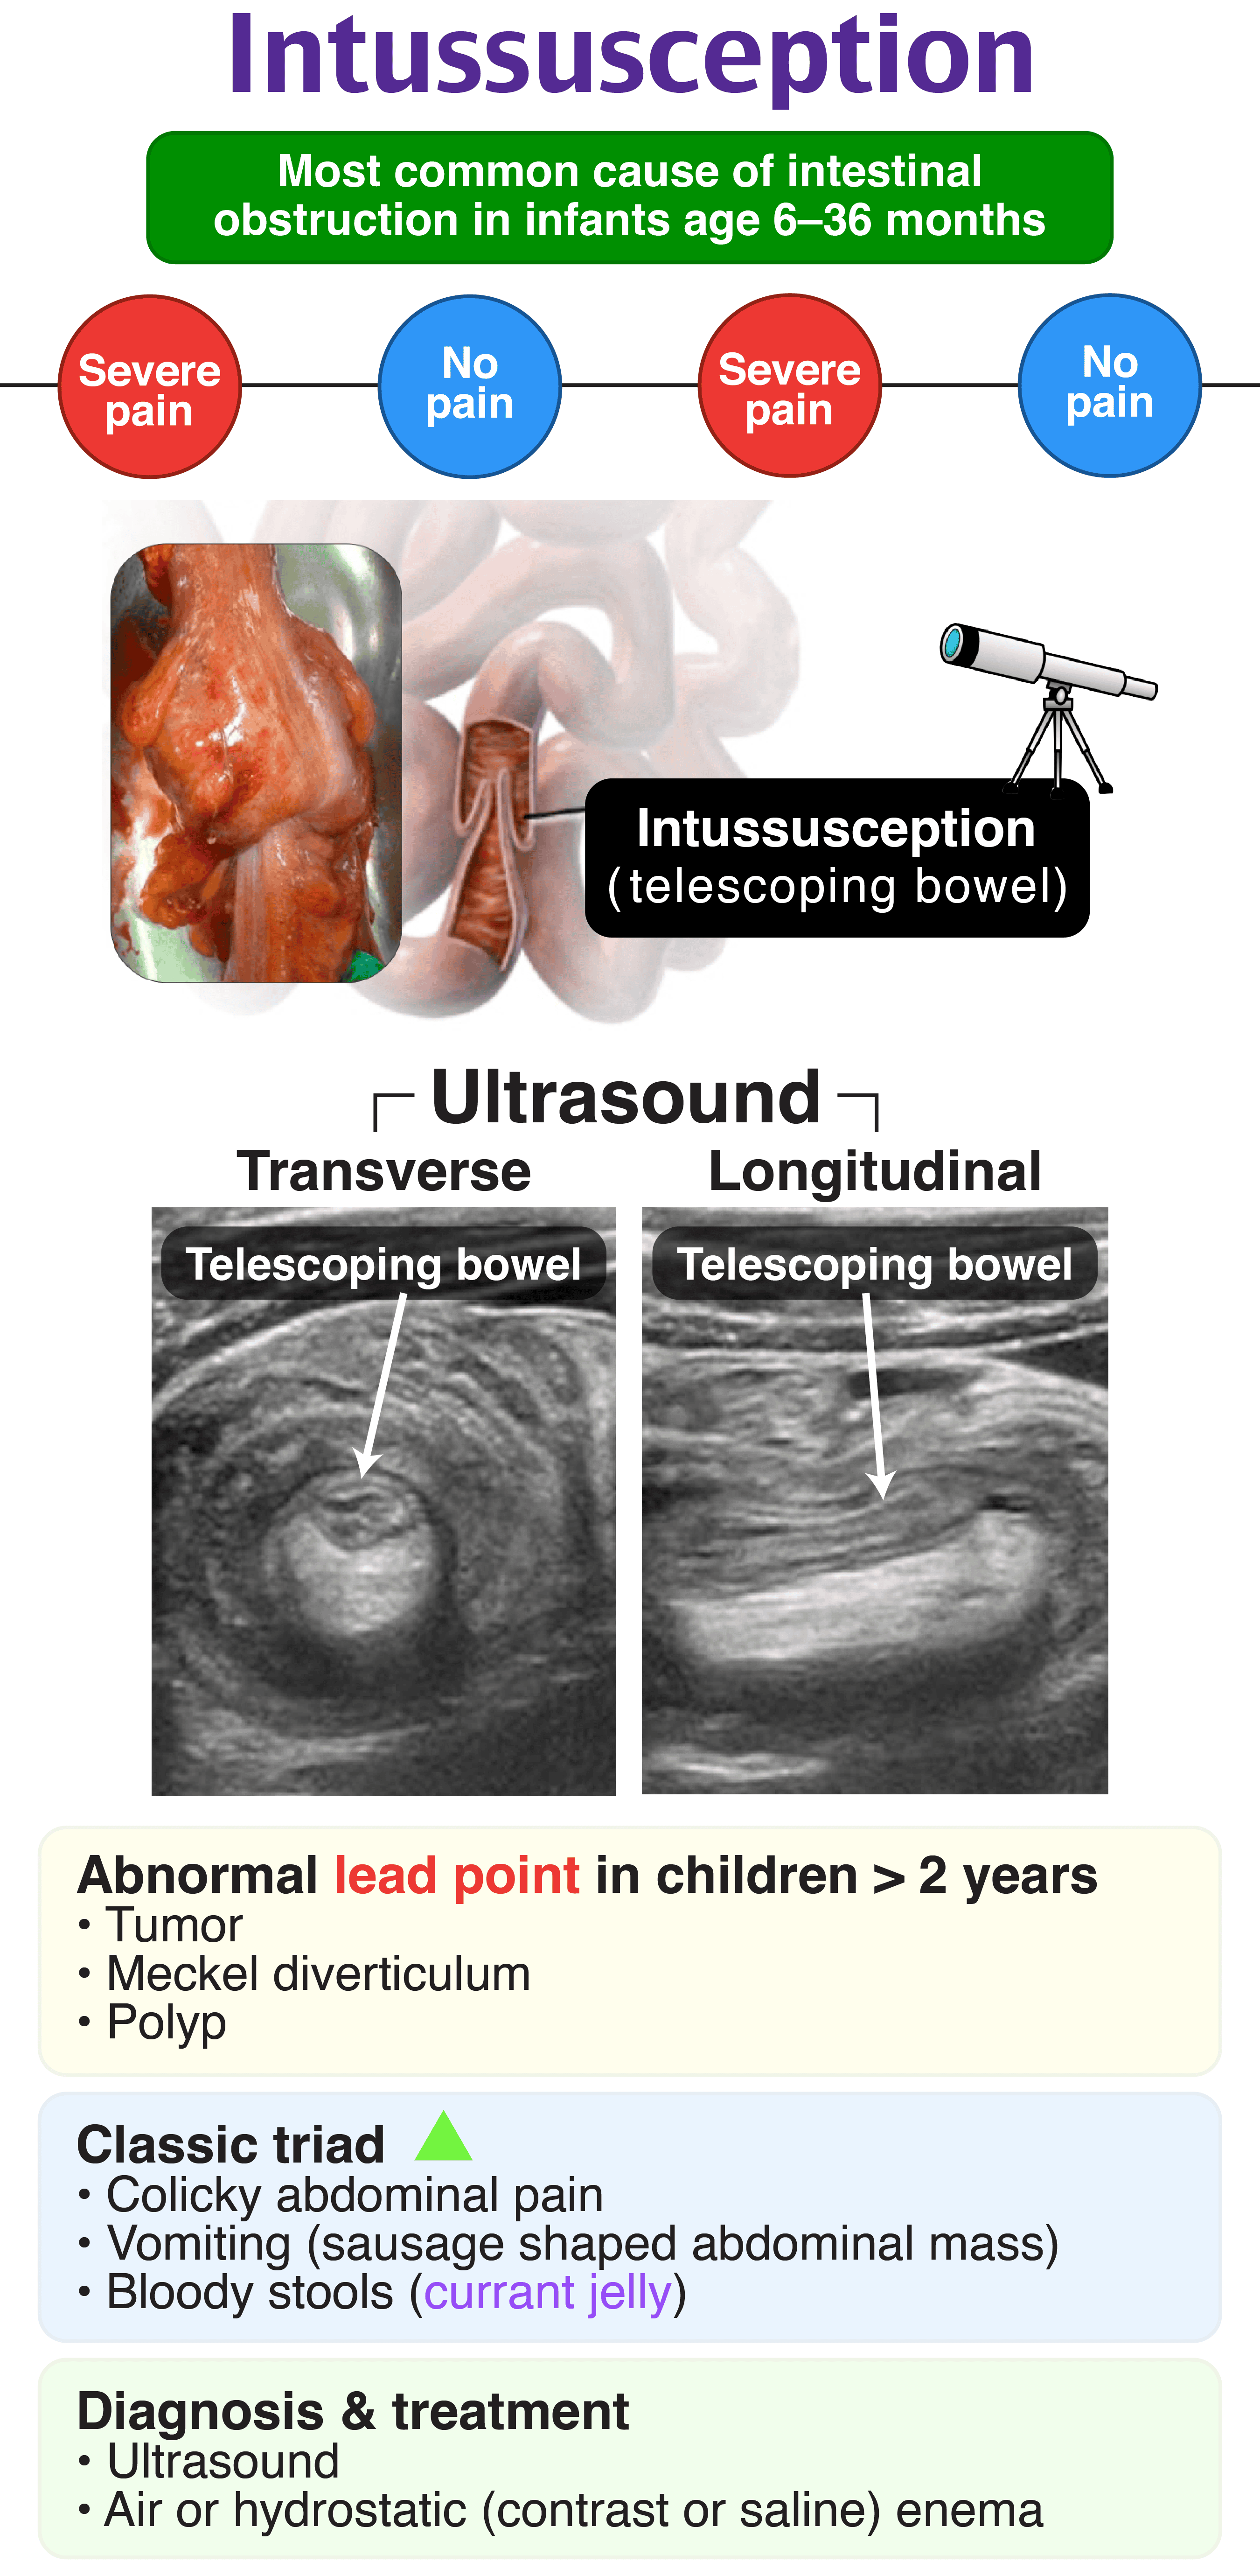 Intussusception
Most common cause of intestinal
obstruction in infants age 6–36 months
Severe
pain
No
pain
Severe
pain
No
pain
Intussusception
(telescoping bowel)
Ultrasound
Transverse
Longitudinal
Telescoping bowel
Telescoping bowel
Abnormal lead point in children > 2 years
• Tumor
• Meckel diverticulum
• Polyp
Classic triad
• Colicky abdominal pain
• Vomiting (sausage shaped abdominal mass)
• Bloody stools (currant jelly)
Diagnosis & treatment
• Ultrasound
• Air or hydrostatic (contrast or saline) enema